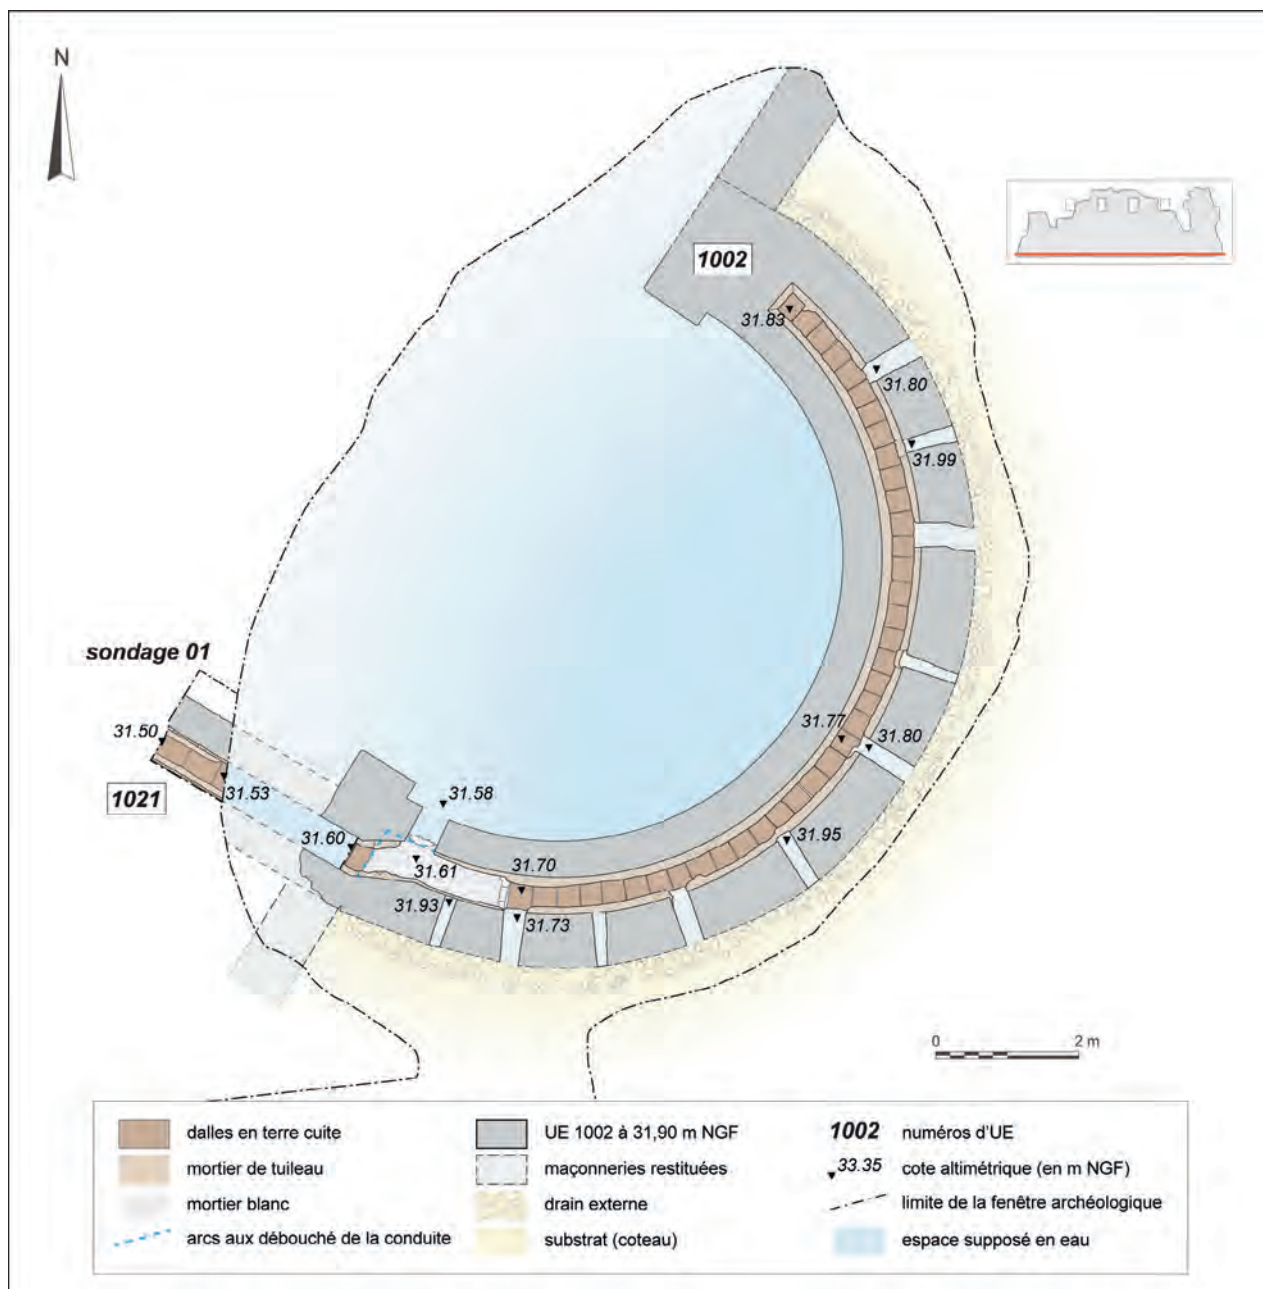 N
1002
31.83
31.80
31.99
sondage 01
31.50
1021
31.53
31.77
31.80
31.58
31.60
31.61
31.70
31.95
31.93
31.73
0 2 m
dalles en terre cuite
mortier de tuileau
mortier blanc
arcs aux débouché de la conduite
UE 1002 à 31,90 m NGF
maçonneries restituées
drain externe
substrat (coteau)
1002 numéros d'UE
33.35 cote altimétrique (en m NGF)
limite de la fenêtre archéologique
espace supposé en eau